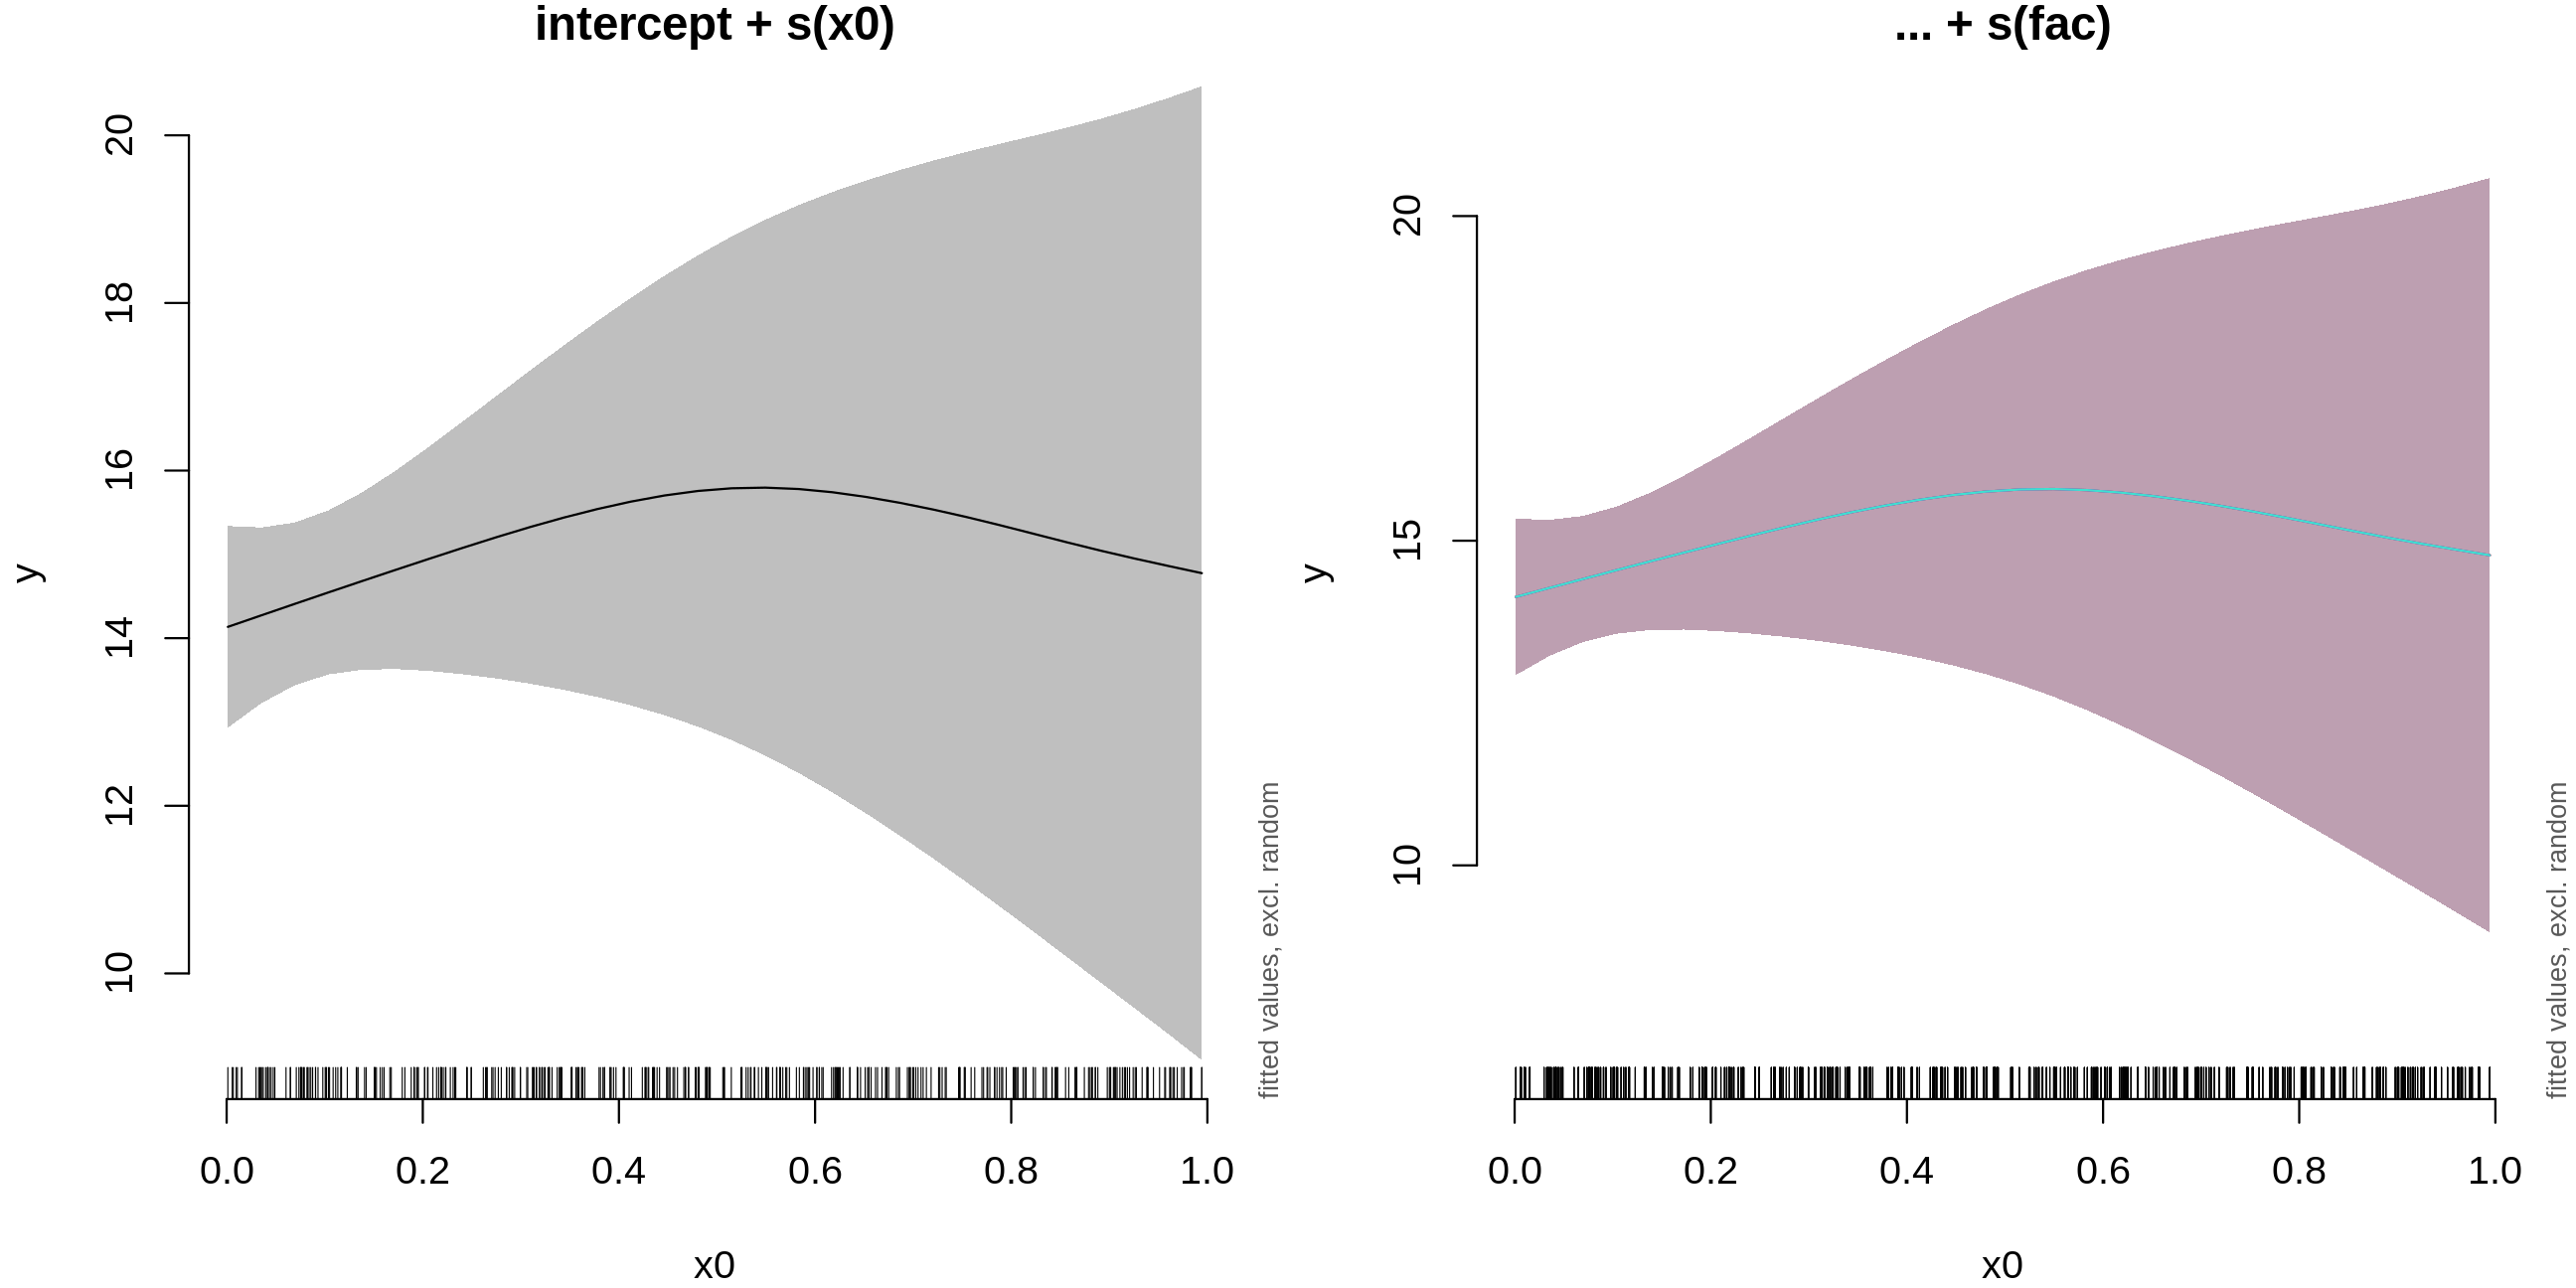 intercept + s(x0)
y
20
18
16
14
12
10
0.0 0.2 0.4 0.6 0.8 1.0
x0
fitted values, excl. random
... + s(fac)
y
20
15
10
0.0 0.2 0.4 0.6 0.8 1.0
x0
fitted values, excl. random